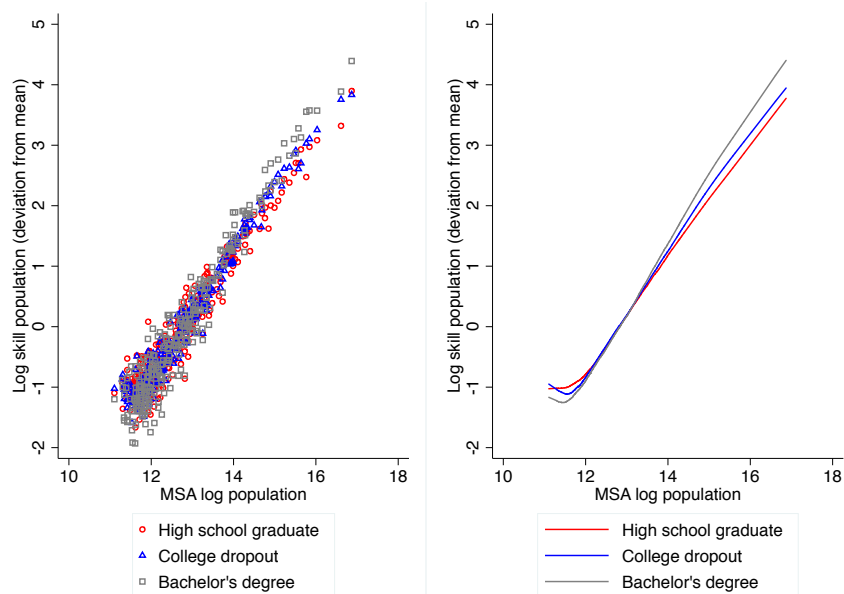 Log skill population (deviation from mean)
5
4
3
2
1
0
-1
-2
10 12 14 16 18
MSA log population
High school graduate
College dropout
Bachelor's degree
Log skill population (deviation from mean)
5
4
3
2
1
0
-1
-2
10 12 14 16 18
MSA log population
High school graduate
College dropout
Bachelor's degree